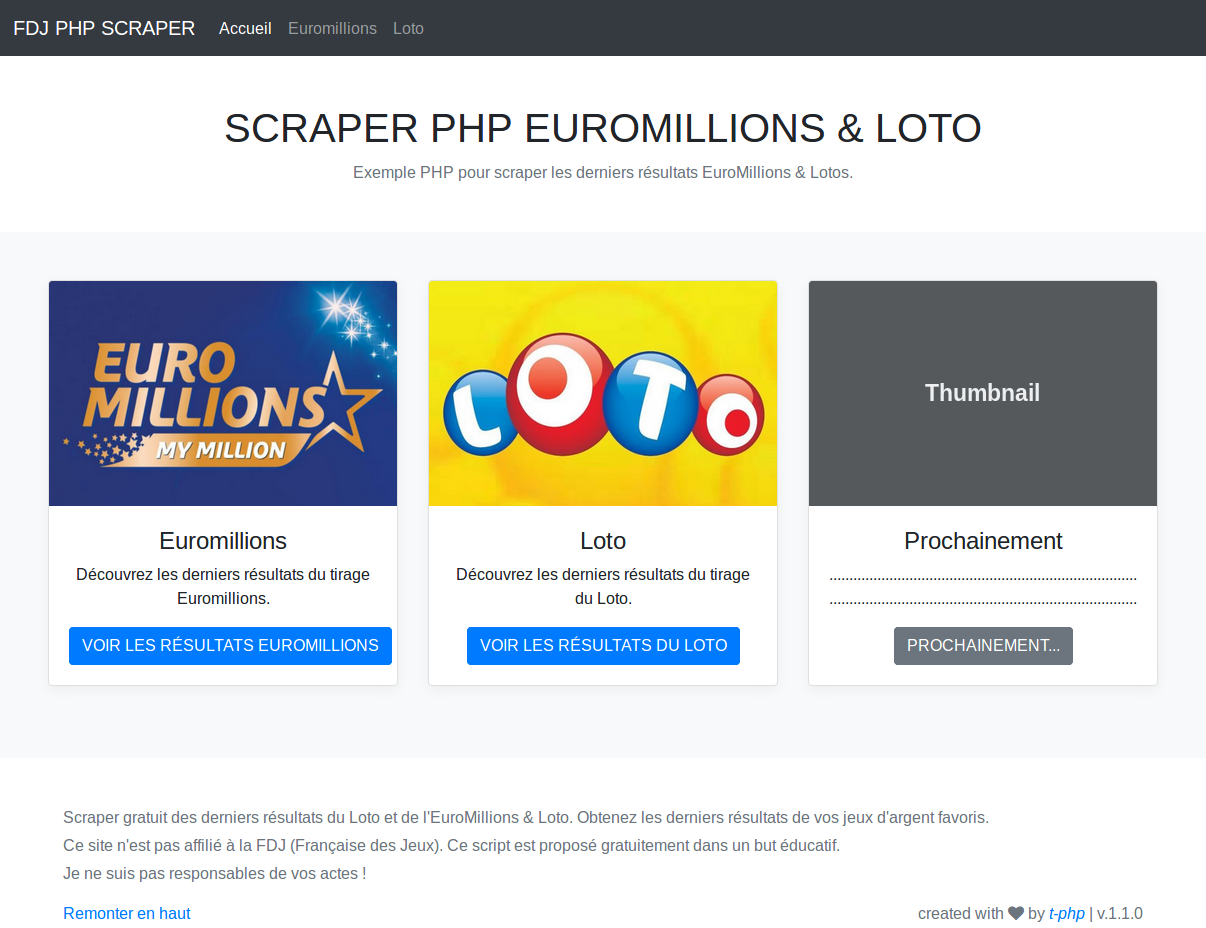 FDJ PHP SCRAPER Accueil Euromillions Loto
SCRAPER PHP EUROMILLIONS & LOTO
Exemple PHP pour scraper les derniers résultats EuroMillions & Lotos.
EURO
MILLIONS
MY MILLION
LOTO
Thumbnail
Euromillions
Découvrez les derniers résultats du tirage
Euromillions.
VOIR LES RÉSULTATS EUROMILLIONS
Loto
Découvrez les derniers résultats du tirage
du Loto.
VOIR LES RÉSULTATS DU LOTO
Prochainement
.............................................................................
.............................................................................
PROCHAINEMENT...
Scraper gratuit des derniers résultats du Loto et de l'EuroMillions & Loto. Obtenez les derniers résultats de vos jeux d'argent favoris.
Ce site n'est pas affilié à la FDJ (Française des Jeux). Ce script est proposé gratuitement dans un but éducatif.
Je ne suis pas responsables de vos actes !
Remonter en haut
created with ♥ by t-php | v.1.1.0